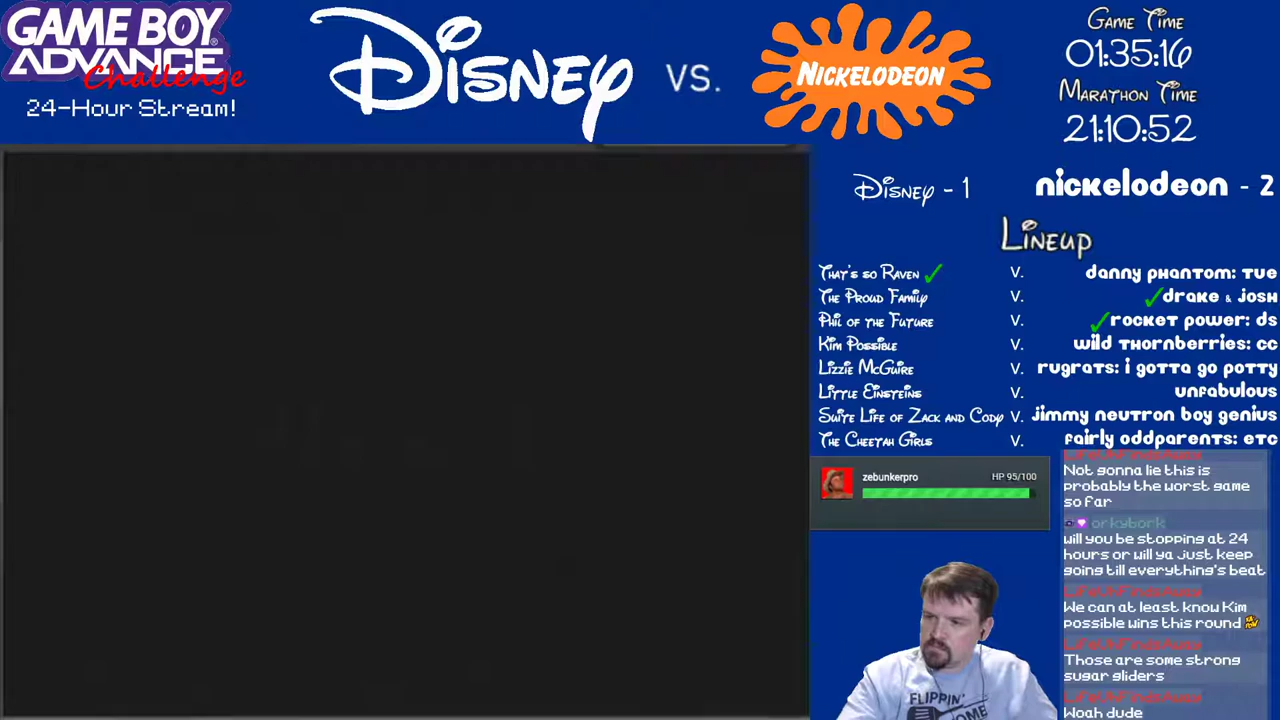 GAME BOY
ADVANCE
Challenge
24-Hour Stream!
Disney vs. Nickelodeon
Game Time
01:35:16
Marathon Time
21:10:52
Disney - 1
nickelodeon - 2
Lineup
That's so Raven ✓ v. danny phantom: tue
The Proud Family v. ✓drake & josh
Phil of the Future v. ✓rocket power: ds
Kim Possible v. wild thornberries: cc
Lizzie McGuire v. rugrats: i gotta go potty
Little Einsteins v. unfabulous
Suite Life of Zack and Cody v. jimmy neutron boy genius
The Cheetah Girls v. fairly oddparents: etc
zebunkerpro HP 95/100
LifeUhFindsAway
Not gonna lie this is
probably the worst game
so far
orkybork
will you be stopping at 24
hours or will ya just keep
going till everything's beat
LifeUhFindsAway
We can at least know Kim
possible wins this round
LifeUhFindsAway
Those are some strong
sugar gliders
LifeUhFindsAway
Woah dude
FLIPPIN'